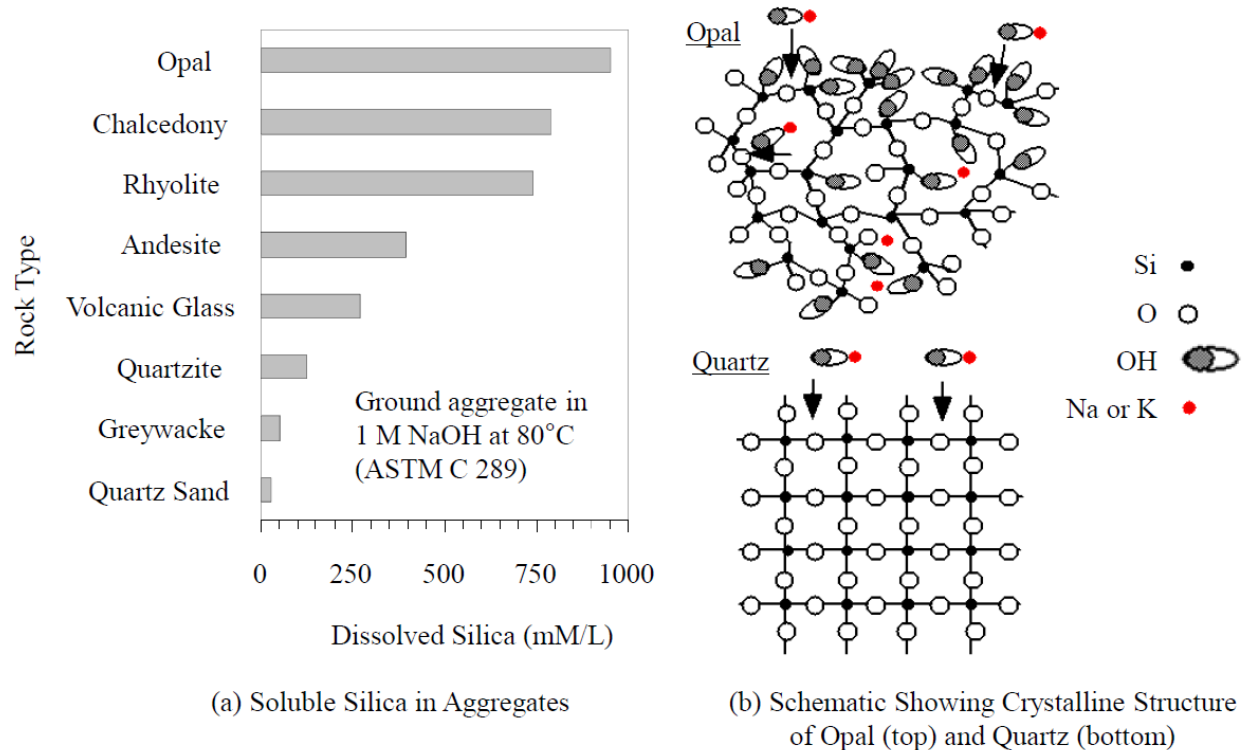 Rock Type
Opal
Chalcedony
Rhyolite
Andesite
Volcanic Glass
Quartzite
Greywacke
Quartz Sand
Ground aggregate in
1 M NaOH at 80°C
(ASTM C 289)
0 250 500 750 1000
Dissolved Silica (mM/L)
(a) Soluble Silica in Aggregates
Opal
Quartz
Si
O
OH
Na or K
(b) Schematic Showing Crystalline Structure
of Opal (top) and Quartz (bottom)